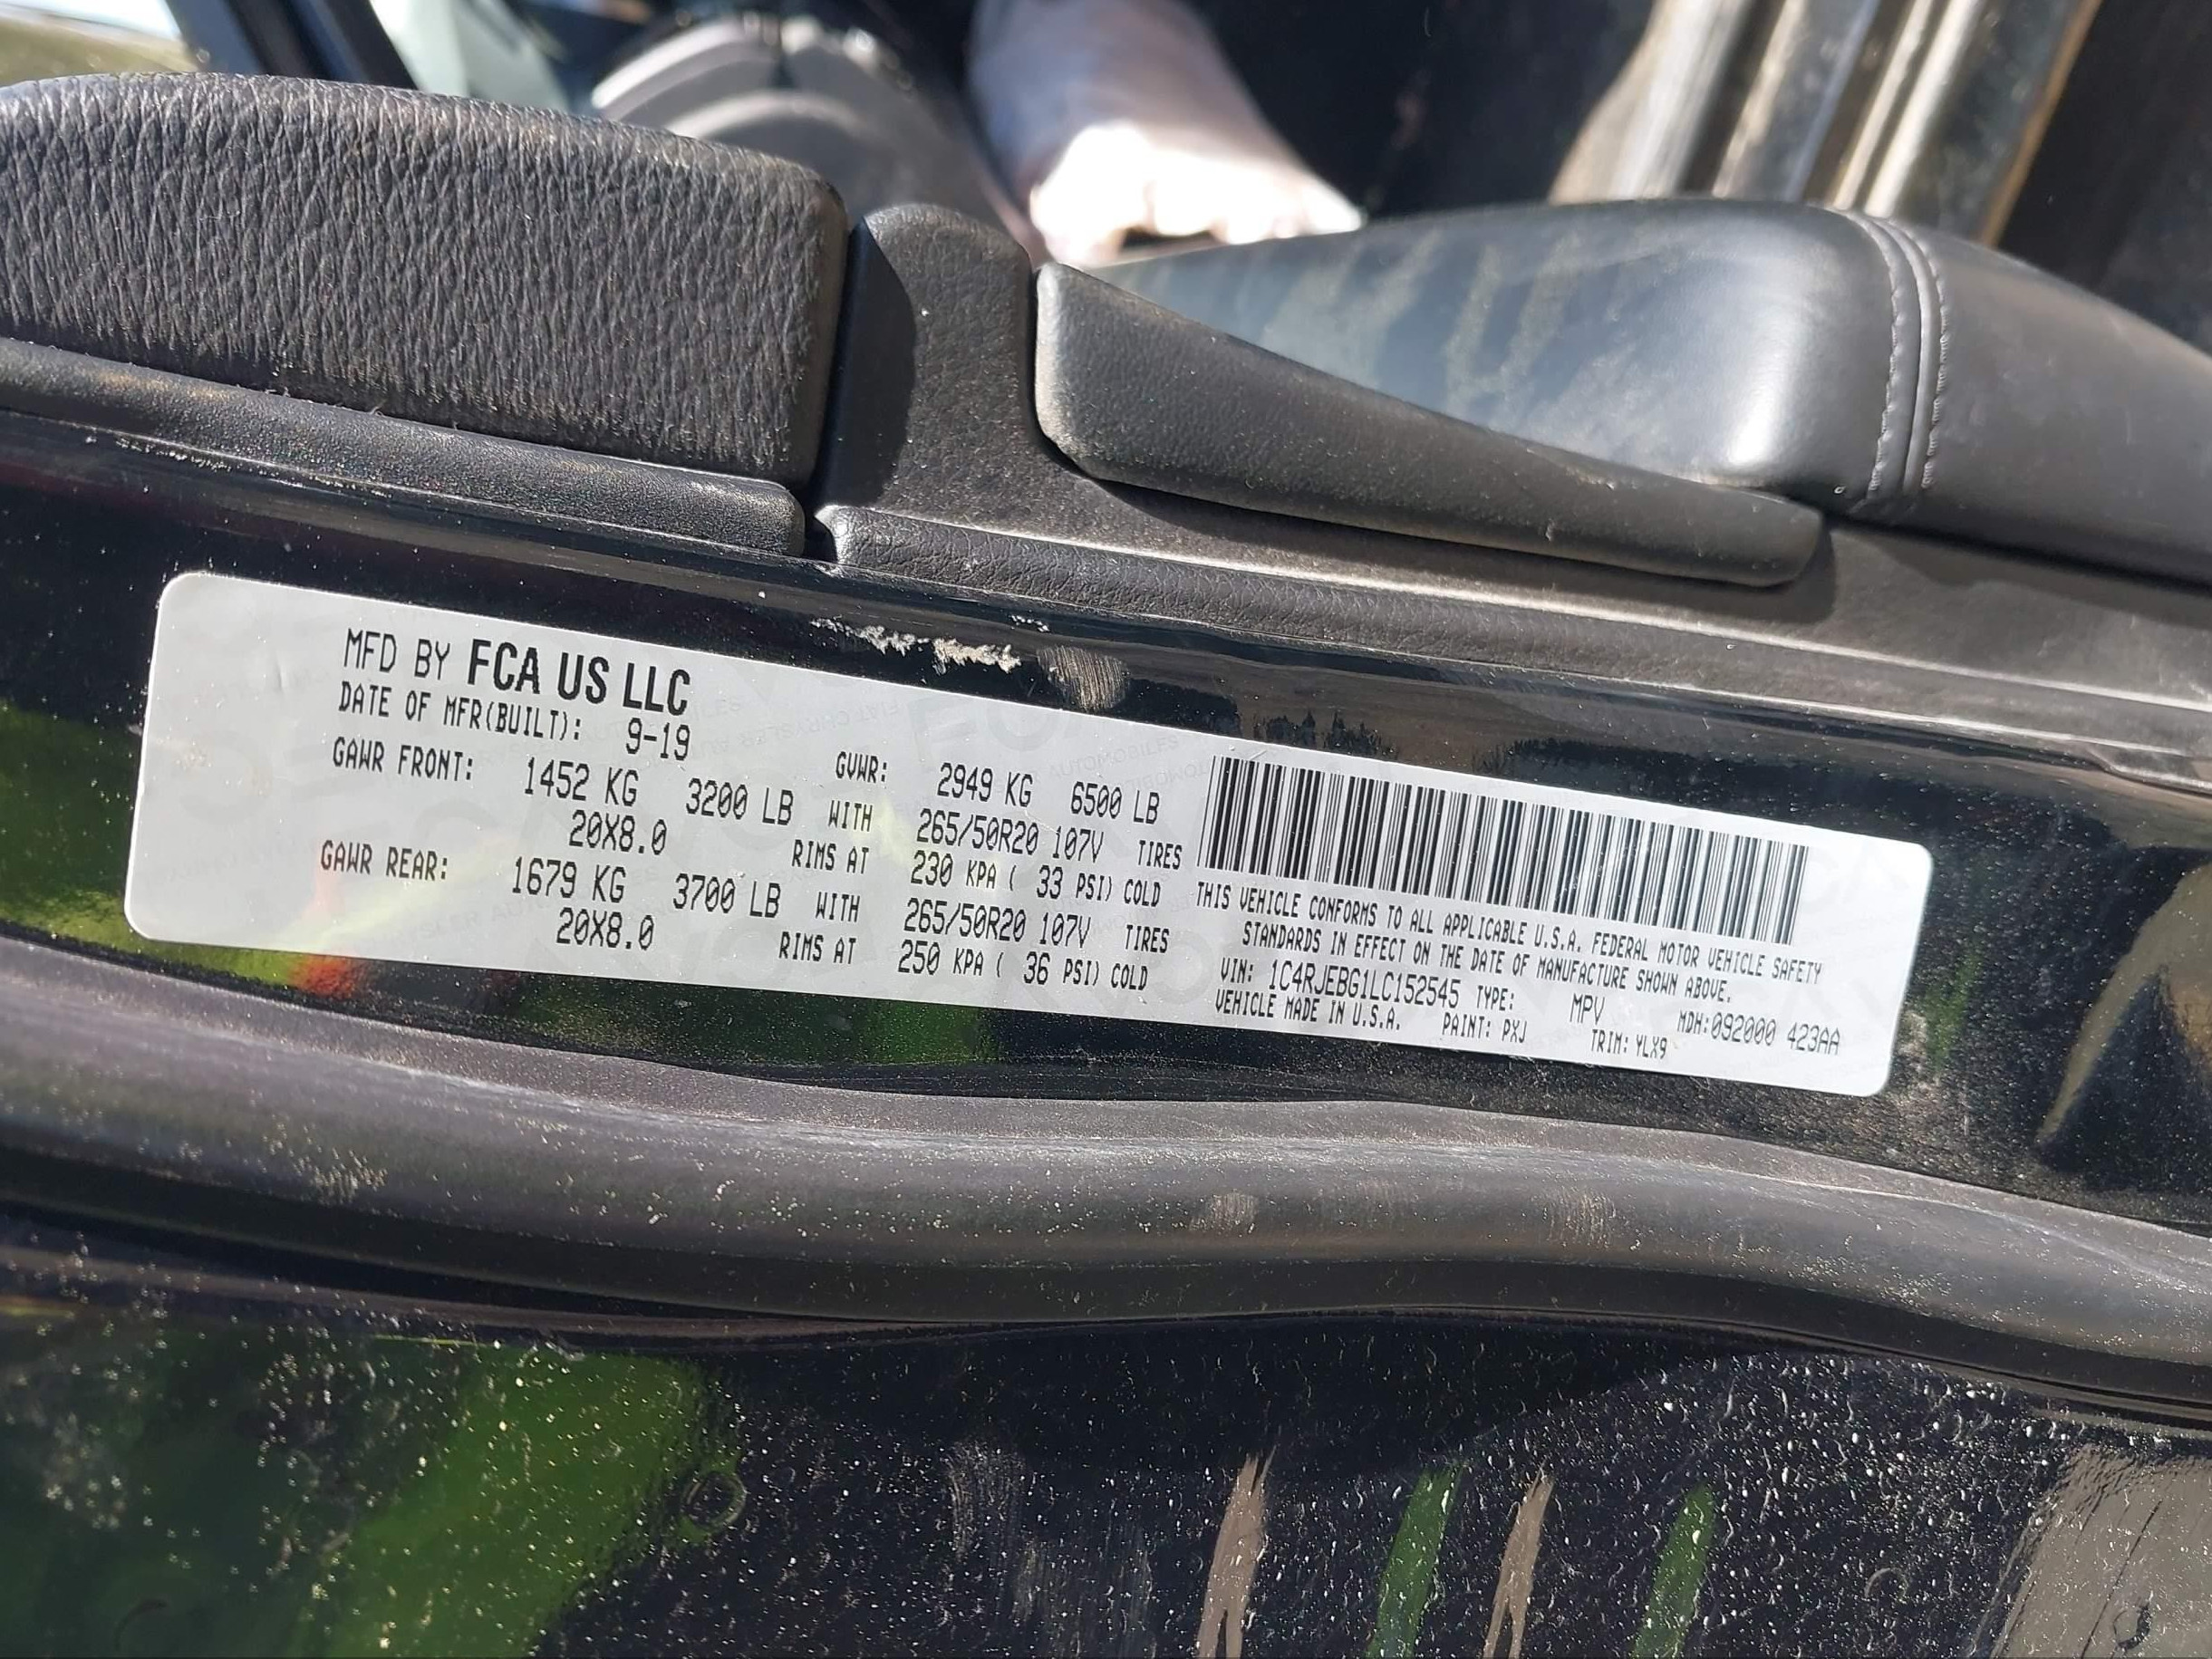 MFD BY FCA US LLC
DATE OF MFR(BUILT): 9-19
GVWR: 2949 KG 6500 LB
GAWR FRONT: 1452 KG 3200 LB WITH 265/50R20 107V TIRES
20X8.0 RIMS AT 230 KPA ( 33 PSI) COLD
GAWR REAR: 1679 KG 3700 LB WITH 265/50R20 107V TIRES
20X8.0 RIMS AT 250 KPA ( 36 PSI) COLD
THIS VEHICLE CONFORMS TO ALL APPLICABLE U.S.A. FEDERAL MOTOR VEHICLE SAFETY
STANDARDS IN EFFECT ON THE DATE OF MANUFACTURE SHOWN ABOVE.
VIN: 1C4RJEBG1LC152545 TYPE: MPV MDH:092000 423AA
VEHICLE MADE IN U.S.A. PAINT: PXJ TRIM: YLX9